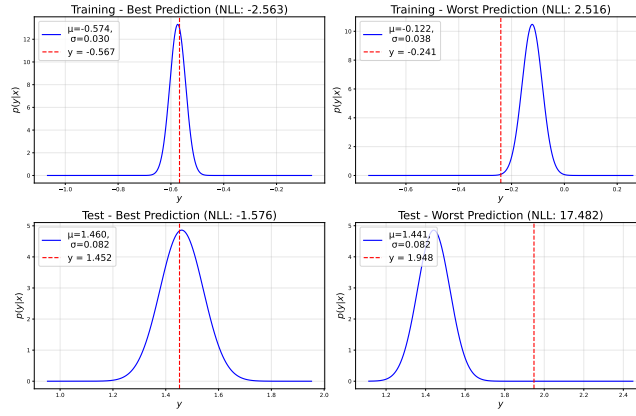 Training - Best Prediction (NLL: -2.563)
μ=-0.574,
σ=0.030
y = -0.567
p(y|x)
12
10
8
6
4
2
0
-1.0
-0.8
-0.6
-0.4
-0.2
y
Training - Worst Prediction (NLL: 2.516)
μ=-0.122,
σ=0.038
y = -0.241
p(y|x)
10
8
6
4
2
0
-0.6
-0.4
-0.2
0.0
0.2
y
Test - Best Prediction (NLL: -1.576)
μ=1.460,
σ=0.082
y = 1.452
p(y|x)
5
4
3
2
1
0
1.0
1.2
1.4
1.6
1.8
2.0
y
Test - Worst Prediction (NLL: 17.482)
μ=1.441,
σ=0.082
y = 1.948
p(y|x)
5
4
3
2
1
0
1.2
1.4
1.6
1.8
2.0
2.2
2.4
y